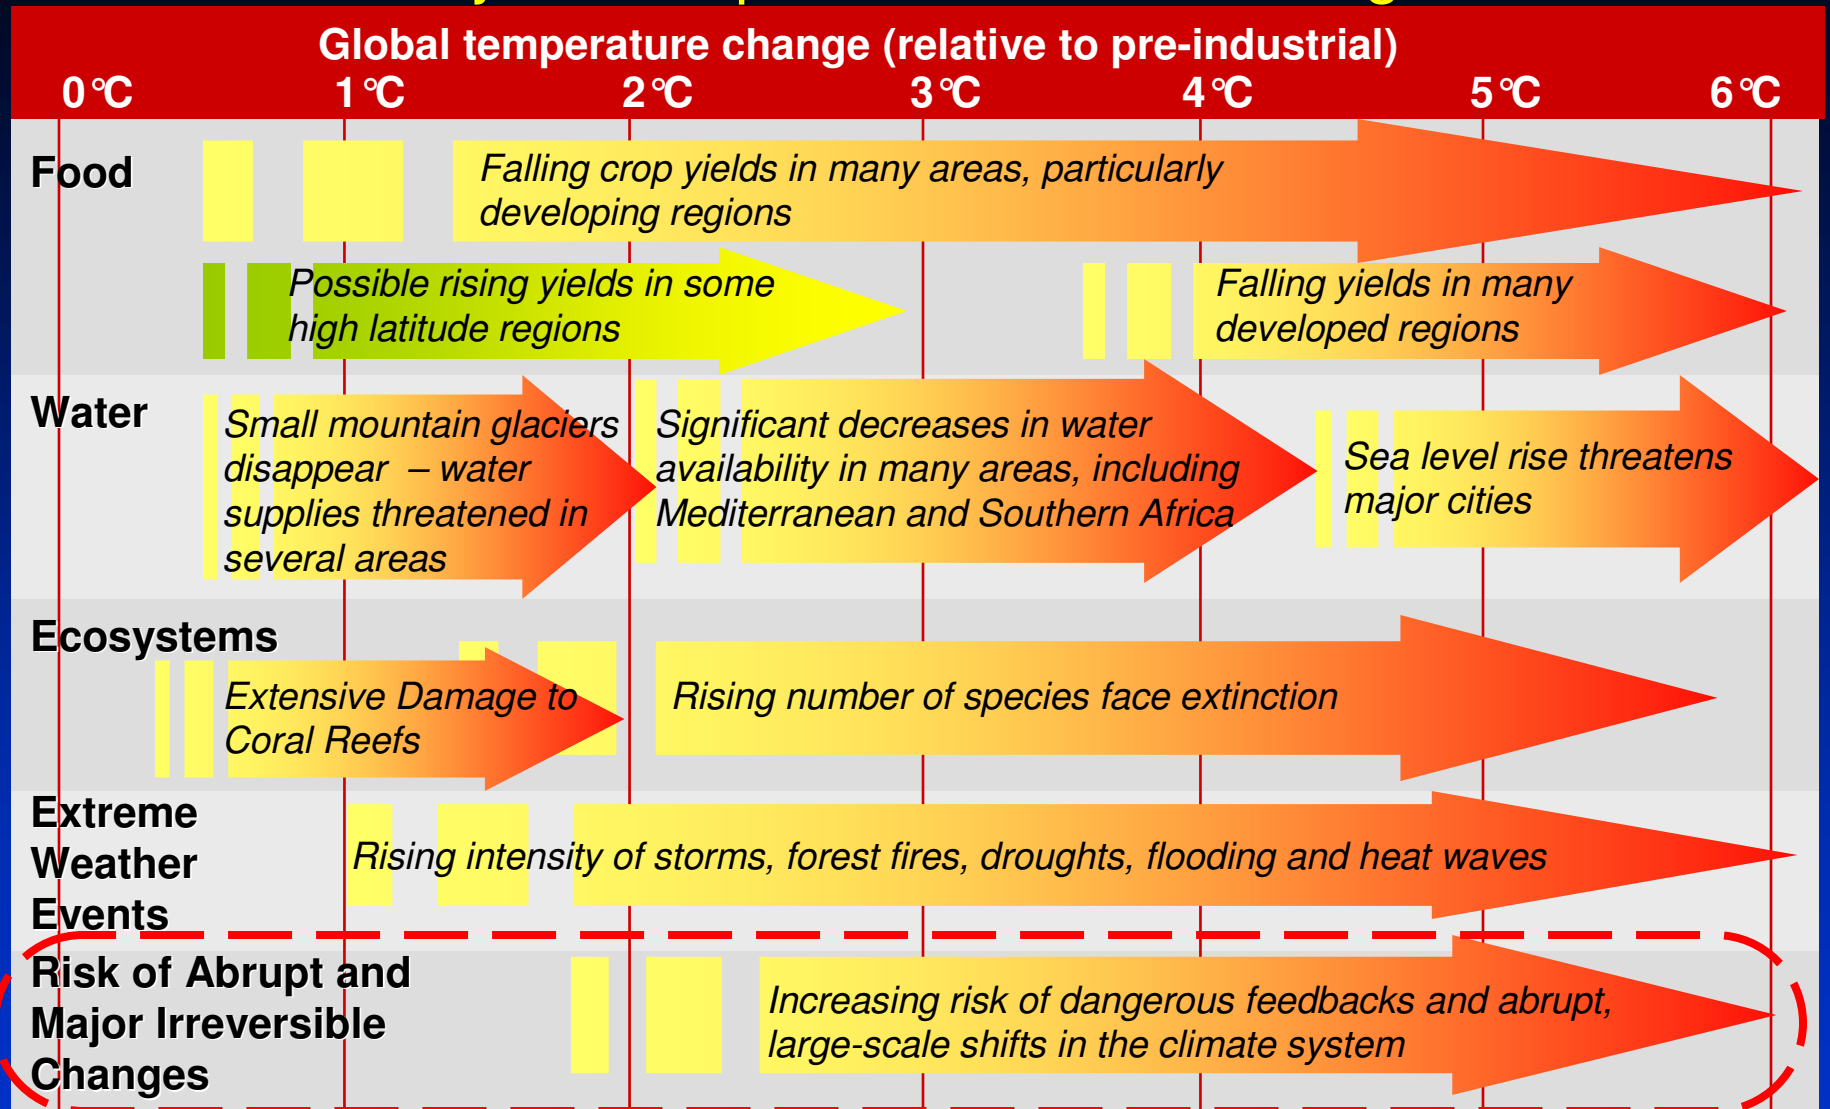 Global temperature change (relative to pre-industrial)
0°C 1°C 2°C 3°C 4°C 5°C 6°C
Food
Falling crop yields in many areas, particularly
developing regions
Possible rising yields in some
high latitude regions
Falling yields in many
developed regions
Water
Small mountain glaciers
disappear – water
supplies threatened in
several areas
Significant decreases in water
availability in many areas, including
Mediterranean and Southern Africa
Sea level rise threatens
major cities
Ecosystems
Extensive Damage to
Coral Reefs
Rising number of species face extinction
Extreme
Weather
Events
Rising intensity of storms, forest fires, droughts, flooding and heat waves
Risk of Abrupt and
Major Irreversible
Changes
Increasing risk of dangerous feedbacks and abrupt,
large-scale shifts in the climate system